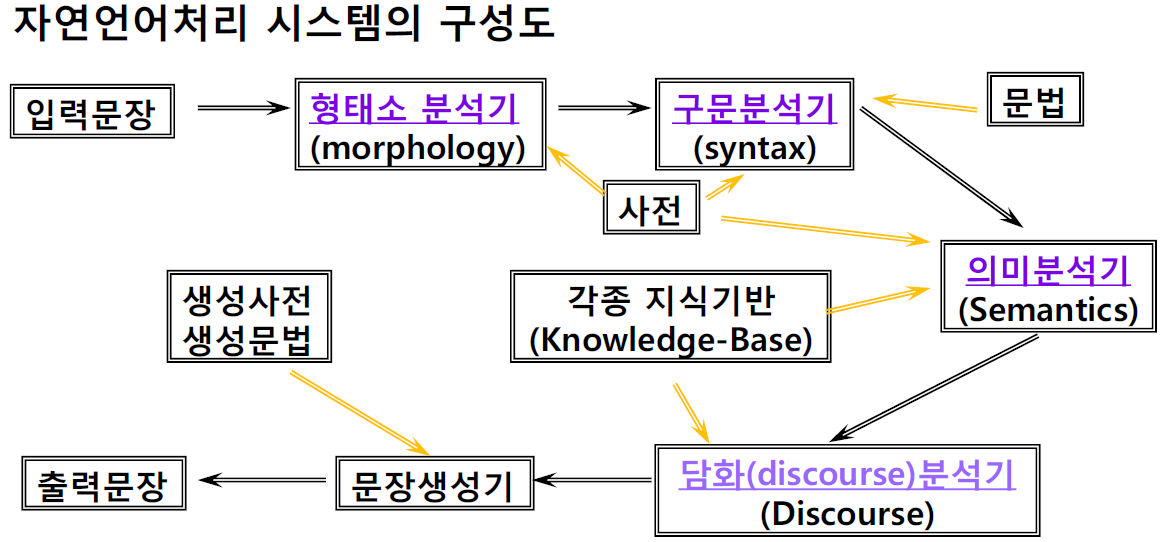 자연언어처리 시스템의 구성도
입력문장
형태소 분석기
(morphology)
구문분석기
(syntax)
문법
사전
의미분석기
(Semantics)
생성사전
생성문법
각종 지식기반
(Knowledge-Base)
출력문장
문장생성기
담화(discourse)분석기
(Discourse)